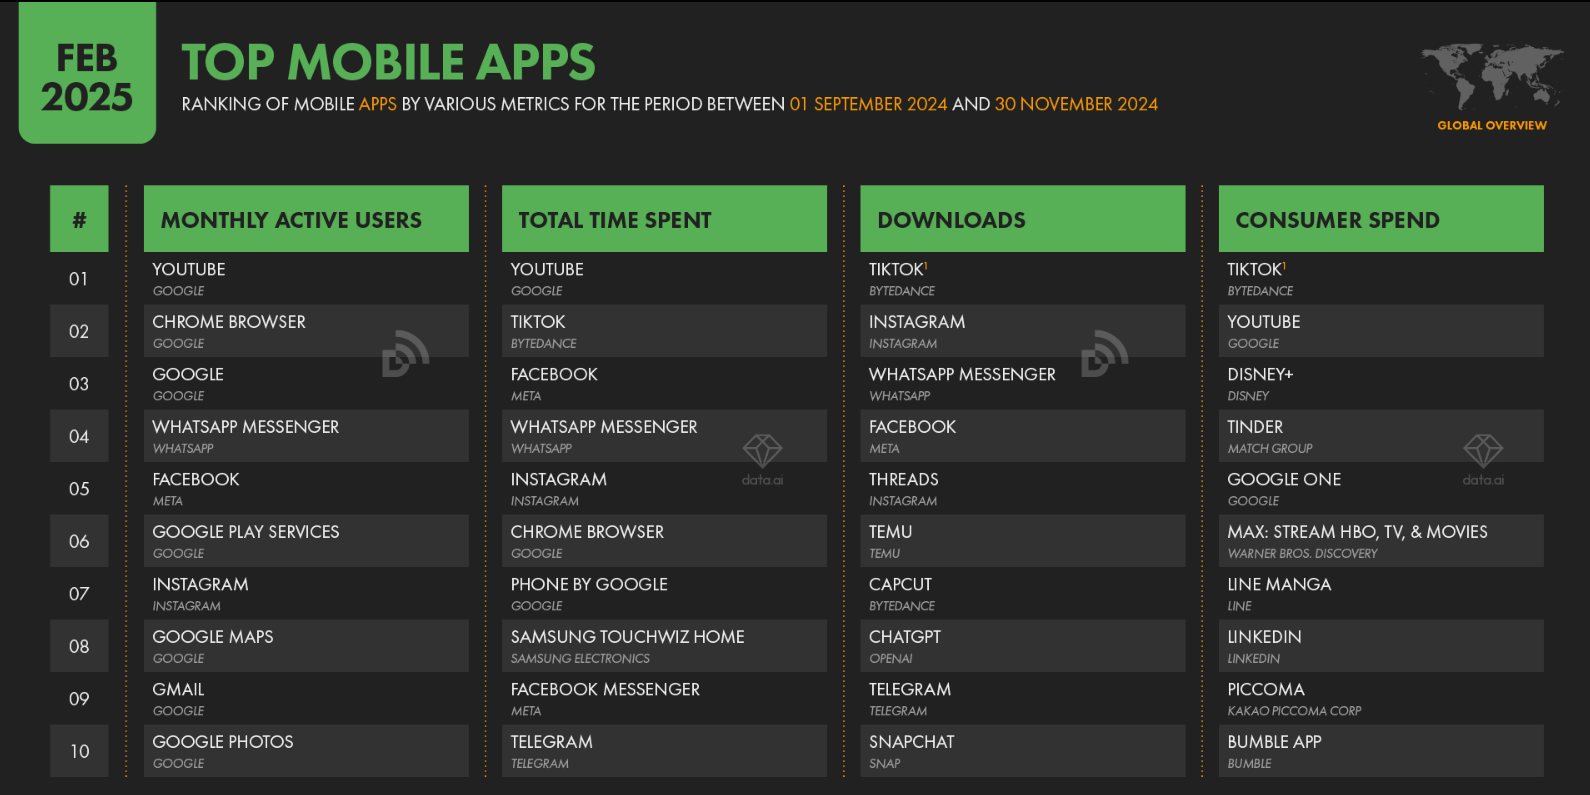 FEB
2025
TOP MOBILE APPS
RANKING OF MOBILE APPS BY VARIOUS METRICS FOR THE PERIOD BETWEEN 01 SEPTEMBER 2024 AND 30 NOVEMBER 2024
GLOBAL OVERVIEW
# MONTHLY ACTIVE USERS TOTAL TIME SPENT DOWNLOADS CONSUMER SPEND
01 YOUTUBE YOUTUBE TIKTOK¹ TIKTOK¹
GOOGLE GOOGLE BYTEDANCE BYTEDANCE
02 CHROME BROWSER TIKTOK INSTAGRAM YOUTUBE
GOOGLE BYTEDANCE INSTAGRAM GOOGLE
03 GOOGLE FACEBOOK WHATSAPP MESSENGER DISNEY+
GOOGLE META WHATSAPP DISNEY
04 WHATSAPP MESSENGER WHATSAPP MESSENGER FACEBOOK TINDER
WHATSAPP WHATSAPP META MATCH GROUP
data.ai data.ai
05 FACEBOOK INSTAGRAM THREADS GOOGLE ONE
META INSTAGRAM INSTAGRAM GOOGLE
06 GOOGLE PLAY SERVICES CHROME BROWSER TEMU MAX: STREAM HBO, TV, & MOVIES
GOOGLE GOOGLE TEMU WARNER BROS. DISCOVERY
07 INSTAGRAM PHONE BY GOOGLE CAPCUT LINE MANGA
INSTAGRAM GOOGLE BYTEDANCE LINE
08 GOOGLE MAPS SAMSUNG TOUCHWIZ HOME CHATGPT LINKEDIN
GOOGLE SAMSUNG ELECTRONICS OPENAI LINKEDIN
09 GMAIL FACEBOOK MESSENGER TELEGRAM PICCOMA
GOOGLE META TELEGRAM KAKAO PICCOMA CORP
10 GOOGLE PHOTOS TELEGRAM SNAPCHAT BUMBLE APP
GOOGLE TELEGRAM SNAP BUMBLE